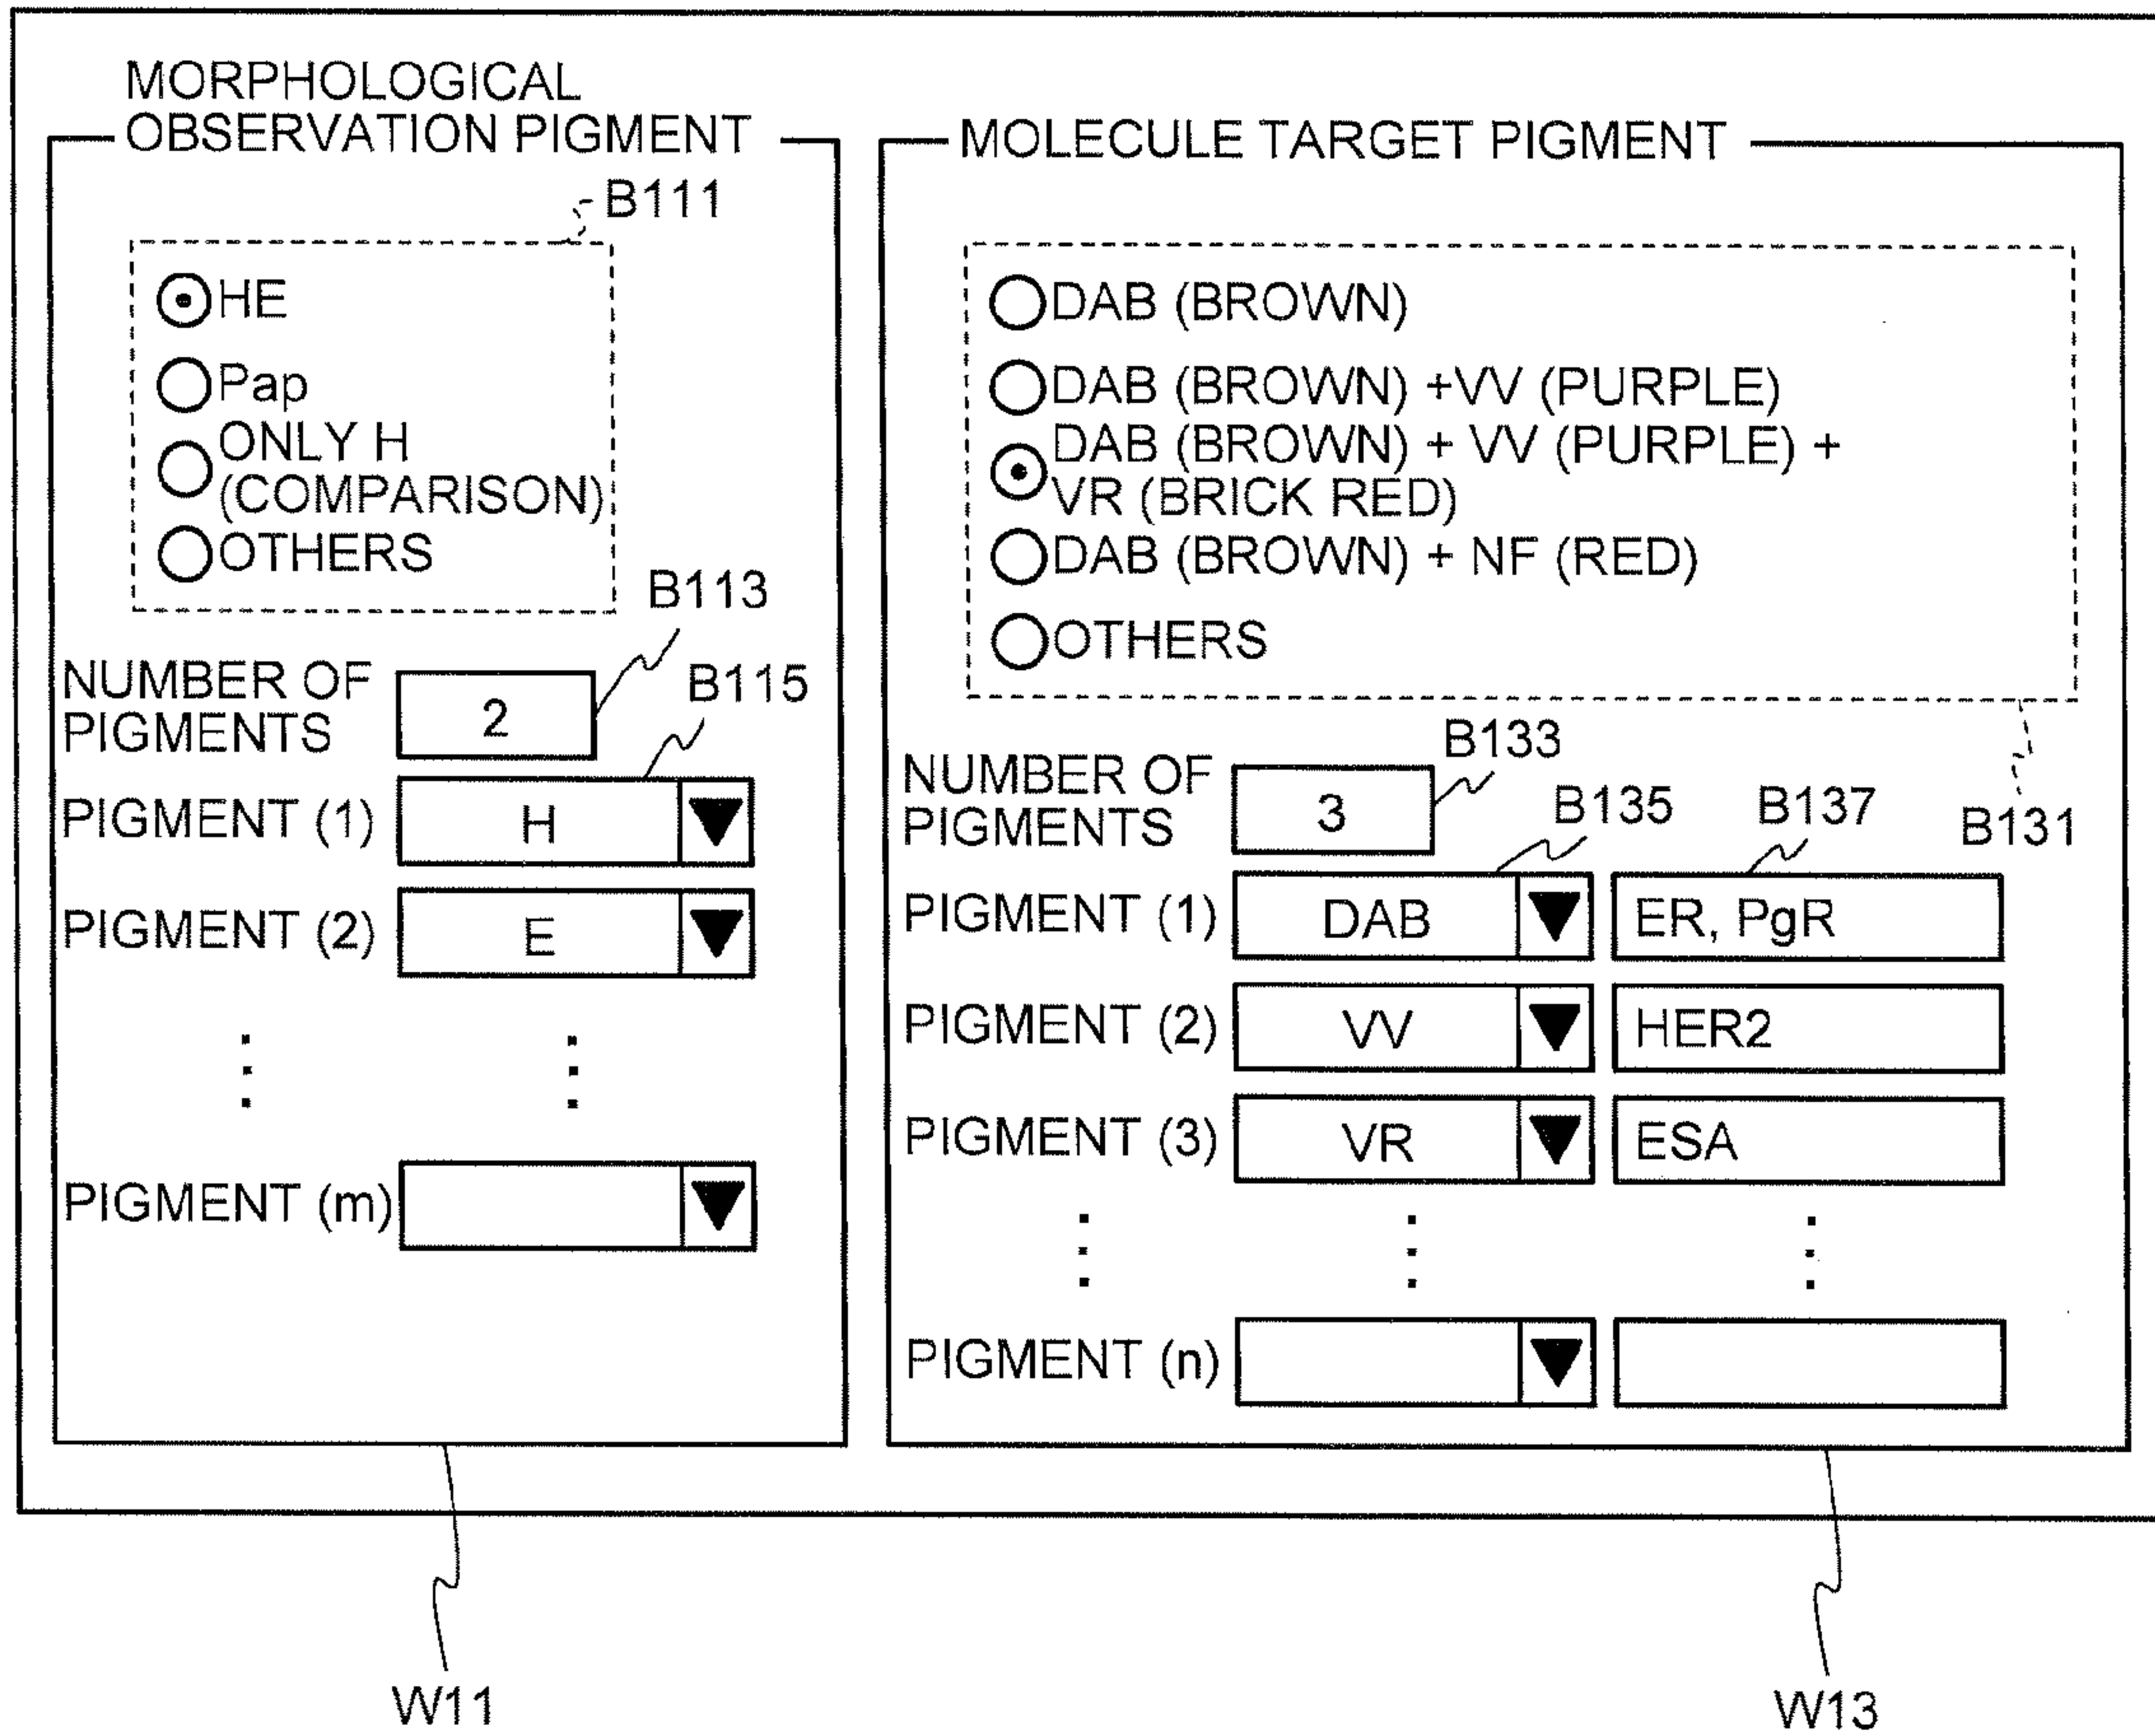 MORPHOLOGICAL
OBSERVATION PIGMENT
B111
HE
Pap
ONLY H
(COMPARISON)
OTHERS
B113
NUMBER OF
PIGMENTS
2
B115
PIGMENT (1)
H
PIGMENT (2)
E
PIGMENT (m)
W11
MOLECULE TARGET PIGMENT
DAB (BROWN)
DAB (BROWN) +VV (PURPLE)
DAB (BROWN) + VV (PURPLE) +
VR (BRICK RED)
DAB (BROWN) + NF (RED)
OTHERS
B131
B133
NUMBER OF
PIGMENTS
3
B135
B137
PIGMENT (1)
DAB
ER, PgR
PIGMENT (2)
VV
HER2
PIGMENT (3)
VR
ESA
PIGMENT (n)
W13